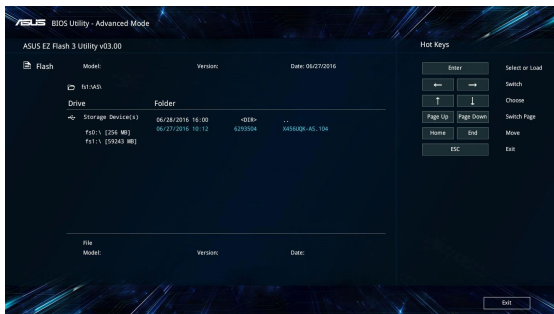 ASUS BIOS Utility - Advanced Mode
ASUS EZ Flash 3 Utility v03.00
Hot Keys
Flash Model: Version: Date: 06/27/2016
Enter Select or Load
fs1:\AS\
← → Switch
Drive Folder
↑ ↓ Choose
Storage Device(s) 06/28/2016 16:00 <DIR> ..
Page Up Page Down Switch Page
fs0:\ [256 MB] 06/27/2016 10:12 6293504 X456UQK-AS.104
Home End Move
fs1:\ [59243 MB]
ESC Exit
File
Model: Version: Date:
Exit